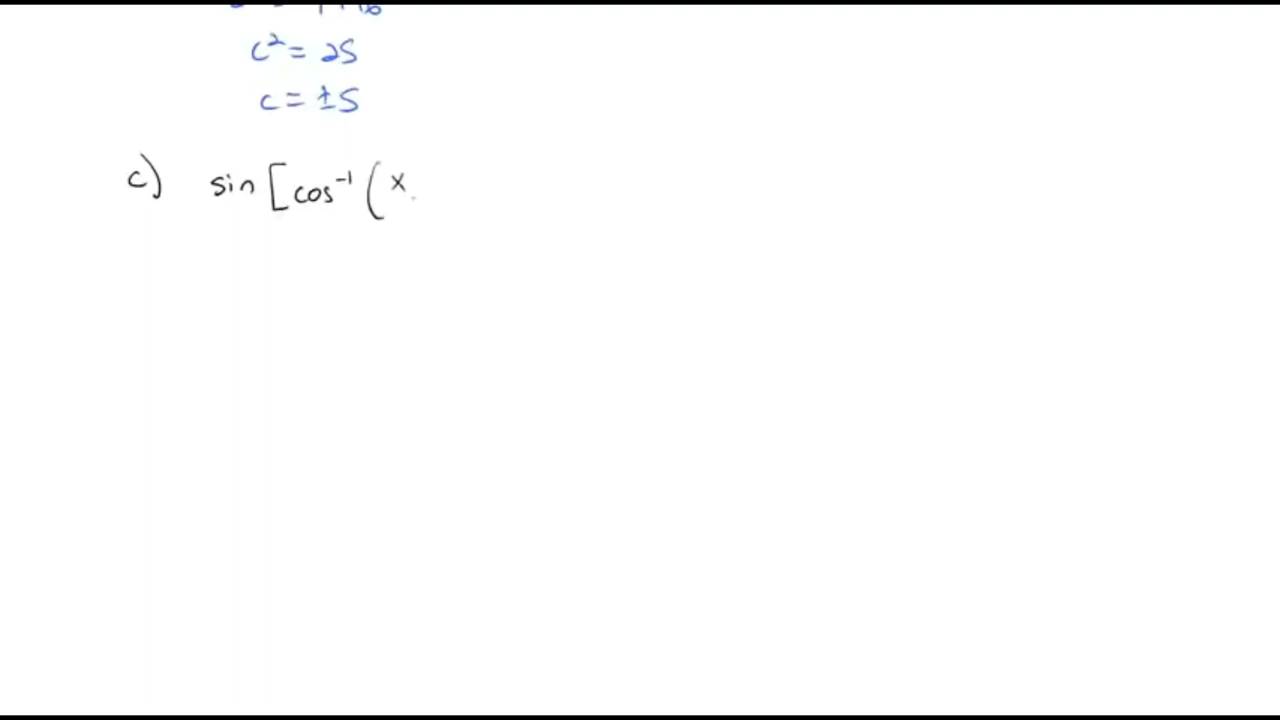 c² = 25
c = ±5
c) sin [cos⁻¹ (x